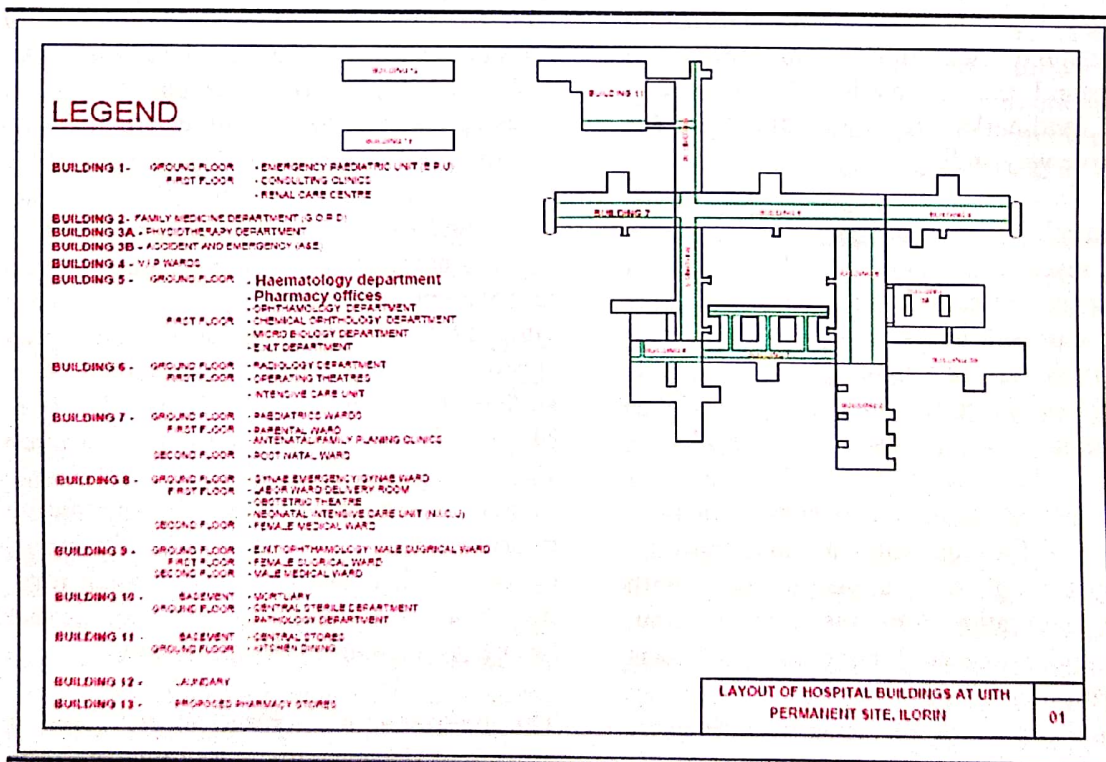 LEGEND
BUILDING 1 - GROUND FLOOR - EMERGENCY PAEDIATRIC UNIT (E.P.U)
FIRST FLOOR - CONSULTING CLINICS
- RENAL CARE CENTRE
BUILDING 2 - FAMILY MEDICINE DEPARTMENT
BUILDING 3A - PHYSIOTHERAPY DEPARTMENT
BUILDING 3B - ACCIDENT AND EMERGENCY (A&E)
BUILDING 4 - V.I.P WARDS
BUILDING 5 - GROUND FLOOR - Haematology department
- Pharmacy offices
- OPHTHAMOLOGY DEPARTMENT
FIRST FLOOR - CHEMICAL OPHTHOLOGY DEPARTMENT
- MICRO BIOLOGY DEPARTMENT
- E.N.T DEPARTMENT
BUILDING 6 - GROUND FLOOR - RADIOLOGY DEPARTMENT
FIRST FLOOR - OPERATING THEATRES
- INTENSIVE CARE UNIT
BUILDING 7 - GROUND FLOOR - PAEDIATRICS WARDS
FIRST FLOOR - PARENTAL WARD
- ANTENATAL/FAMILY PLANING CLINICS
SECOND FLOOR - POST NATAL WARD
BUILDING 8 - GROUND FLOOR - GYNAE EMERGENCY/GYNAE WARD
FIRST FLOOR - LABOR WARD DELIVERY ROOM
- OBSTETRIC THEATRE
- NEONATAL INTENSIVE CARE UNIT (N.I.C.U)
SECOND FLOOR - FEMALE MEDICAL WARD
BUILDING 9 - GROUND FLOOR - E.N.T OPHTHAMOLOGY MALE SUGRICAL WARD
FIRST FLOOR - FEMALE SUGRICAL WARD
SECOND FLOOR - MALE MEDICAL WARD
BUILDING 10 - BASEMENT - MORTUARY
GROUND FLOOR - CENTRAL STERILE DEPARTMENT
- PATHOLOGY DEPARTMENT
BUILDING 11 - BASEMENT - CENTRAL STORES
GROUND FLOOR - KITCHEN DINING
BUILDING 12 - LAUNDARY
BUILDING 13 - PROPOSED PHARMACY STORES
BUILDING 11
BUILDING 7
LAYOUT OF HOSPITAL BUILDINGS AT UITH
PERMANENT SITE, ILORIN
01